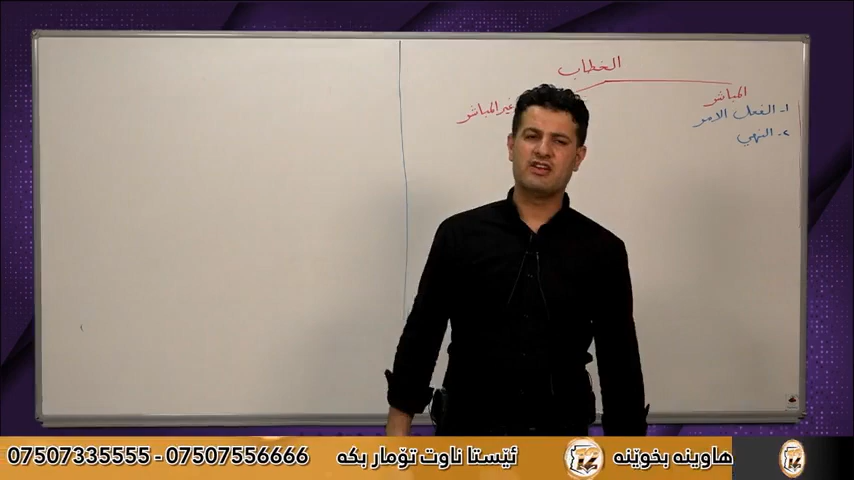 الخطاب
المباشر
غير المباشر
١- الفعل الامر
٢- النهي
هاوینە بخوێنە
ئێستا ناوت تۆمار بکە
07507335555 - 07507556666